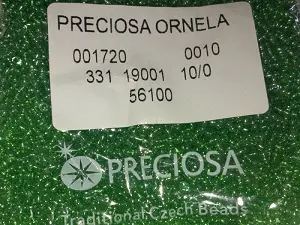 PRECIOSA ORNELA
001720 0010
331 19001 10/0
56100
PRECIOSA
Traditional Czech Beads